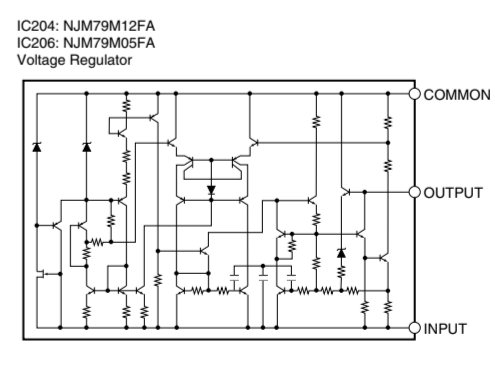 IC204: NJM79M12FA
IC206: NJM79M05FA
Voltage Regulator
COMMON
OUTPUT
INPUT